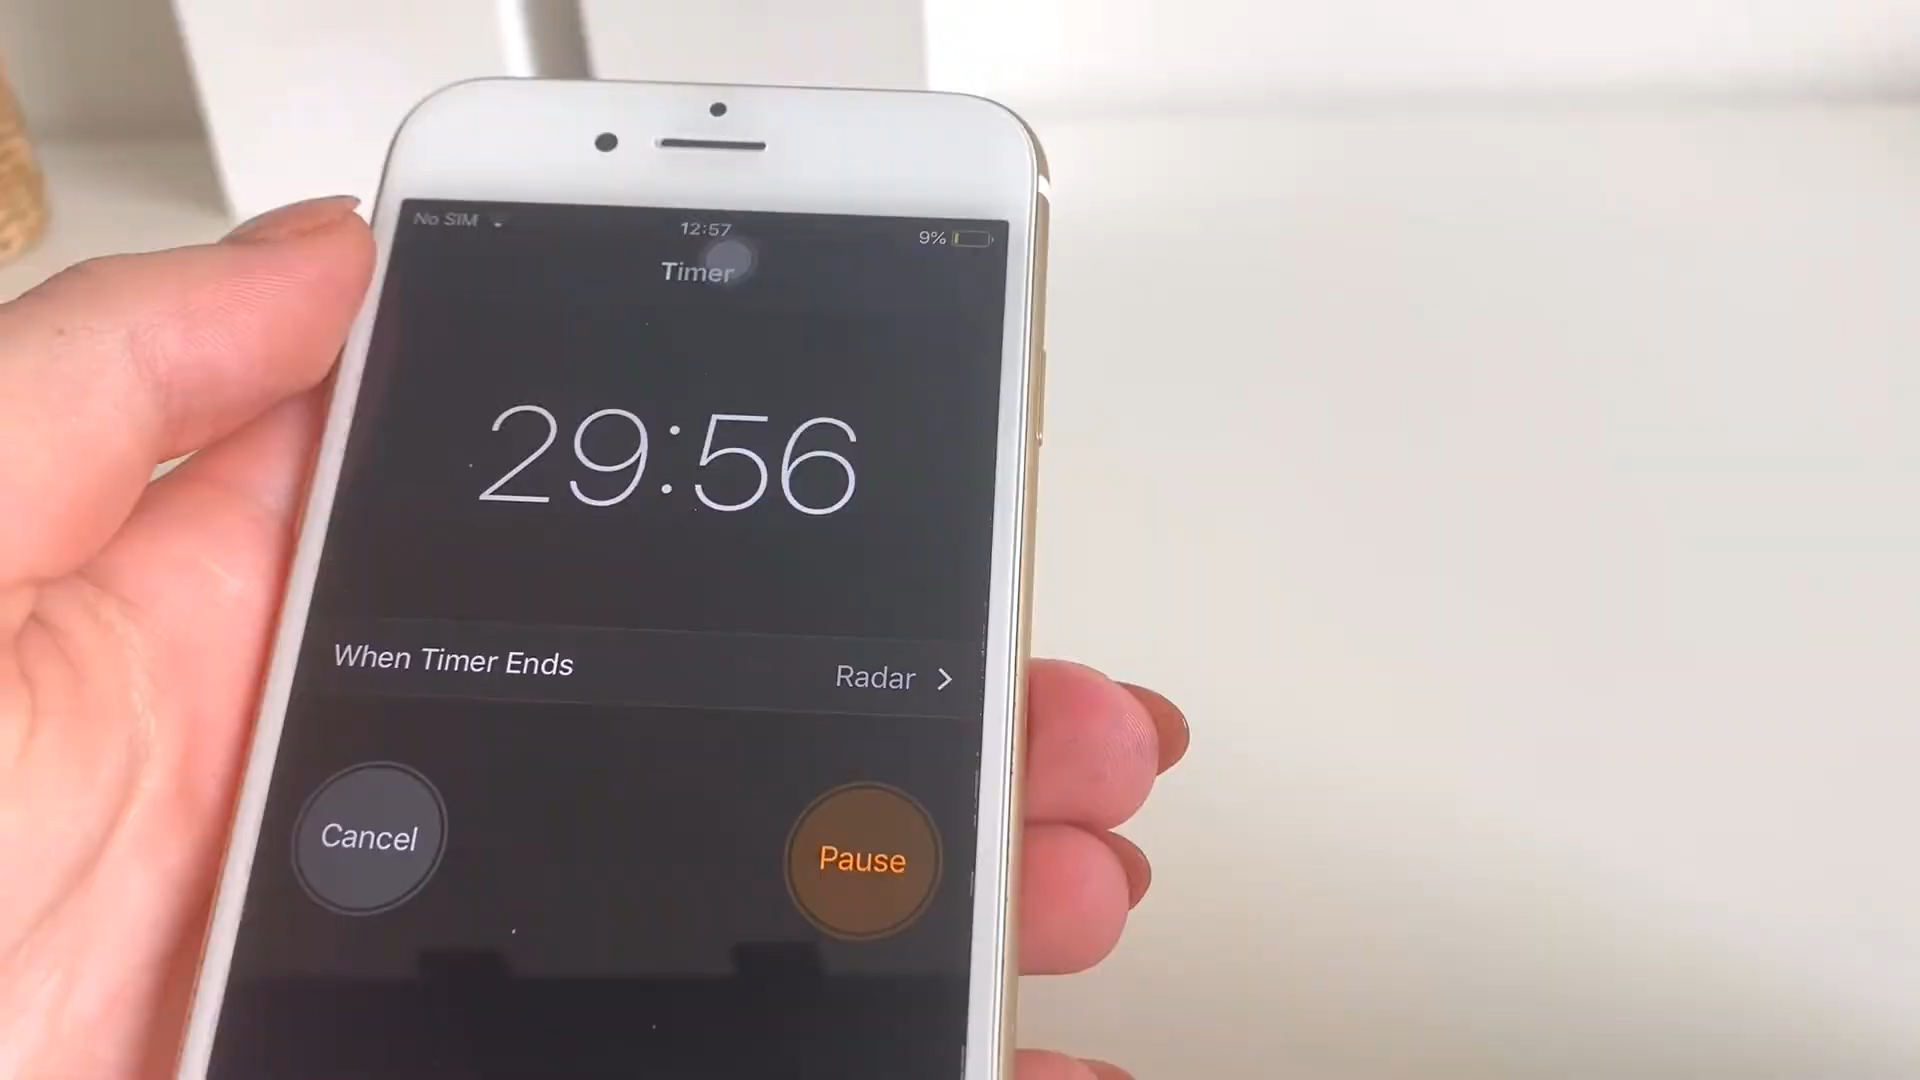 No SIM 12:57 9%
Timer
29:56
When Timer Ends Radar
Cancel Pause